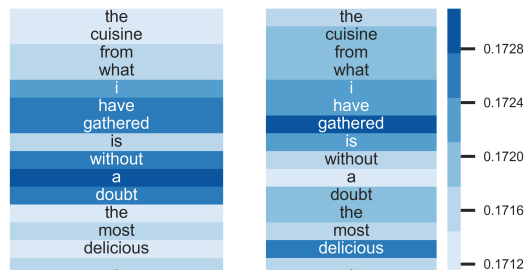 the
cuisine
from
what
i
have
gathered
is
without
a
doubt
the
most
delicious
the
cuisine
from
what
i
have
gathered
is
without
a
doubt
the
most
delicious
0.1728
0.1724
0.1720
0.1716
0.1712